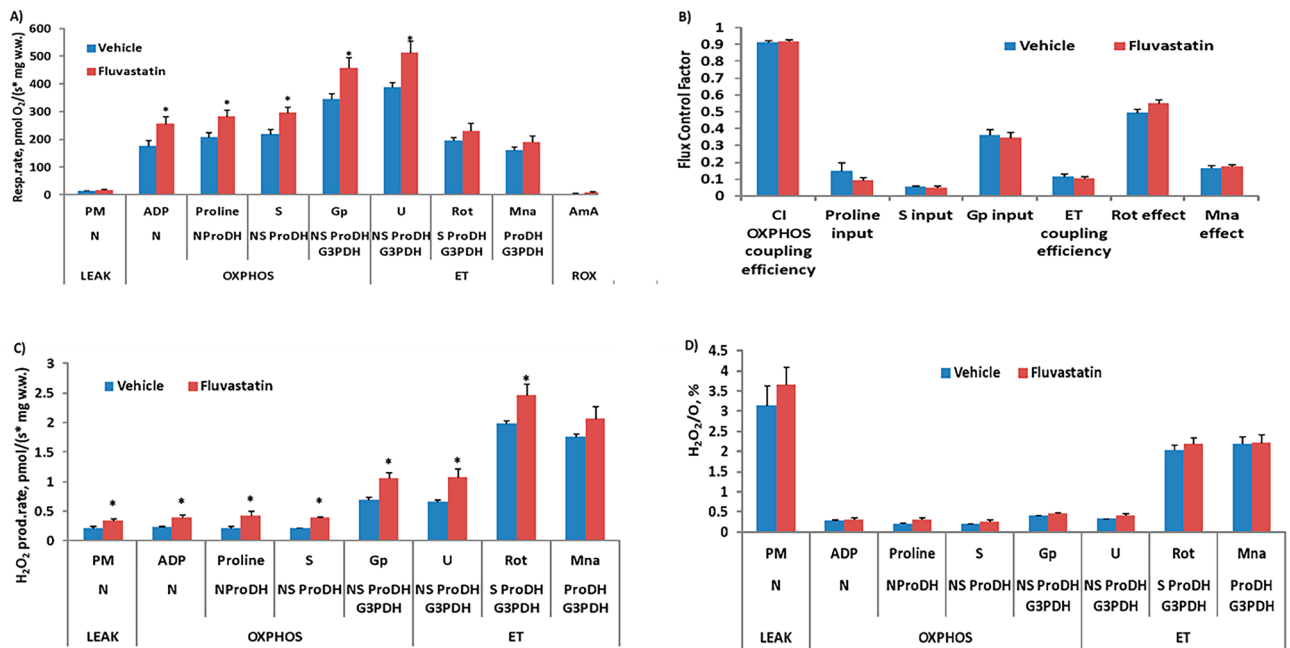 A)
Resp.rate, pmol O₂/(s* mg w.w.)
600
500
400
300
200
100
0
Vehicle
Fluvastatin
* * * * *
PM ADP Proline S Gp U Rot Mna AmA
N N NProDH NS ProDH NS ProDH G3PDH NS ProDH G3PDH S ProDH G3PDH ProDH G3PDH
LEAK OXPHOS ET ROX
B)
Flux Control Factor
1
0.9
0.8
0.7
0.6
0.5
0.4
0.3
0.2
0.1
0
Vehicle Fluvastatin
CI OXPHOS coupling efficiency
Proline input
S input
Gp input
ET coupling efficiency
Rot effect
Mna effect
C)
H₂O₂ prod.rate, pmol/(s* mg w.w.)
3
2.5
2
1.5
1
0.5
0
Vehicle Fluvastatin
* * * * * * *
PM ADP Proline S Gp U Rot Mna
N N NProDH NS ProDH NS ProDH G3PDH NS ProDH G3PDH S ProDH G3PDH ProDH G3PDH
LEAK OXPHOS ET
D)
H₂O₂/O, %
4.5
4
3.5
3
2.5
2
1.5
1
0.5
0
Vehicle Fluvastatin
PM ADP Proline S Gp U Rot Mna
N N NProDH NS ProDH NS ProDH G3PDH NS ProDH G3PDH S ProDH G3PDH ProDH G3PDH
LEAK OXPHOS ET